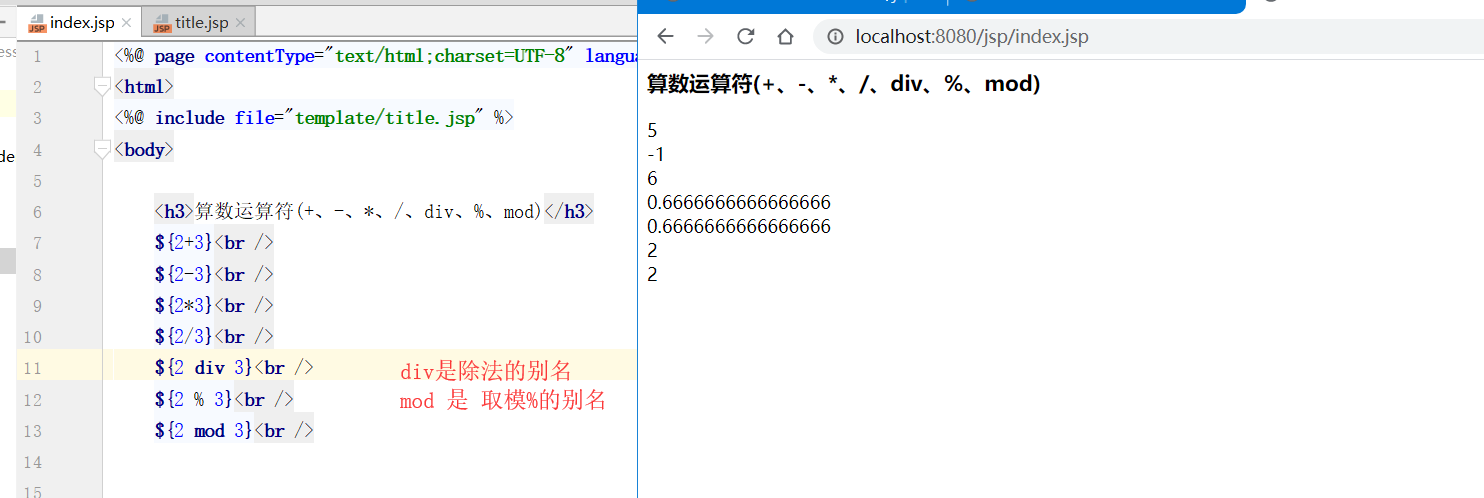 index.jsp
title.jsp
localhost:8080/jsp/index.jsp
1 <%@ page contentType="text/html;charset=UTF-8"
2 <html>
3 <%@ include file="template/title.jsp" %>
4 <body>
5
6 <h3>算数运算符(+、-、*、/、div、%、mod)</h3>
7 ${2+3}<br />
8 ${2-3}<br />
9 ${2*3}<br />
10 ${2/3}<br />
11 ${2 div 3}<br />
12 ${2 % 3}<br />
13 ${2 mod 3}<br />
14
15
div是除法的别名
mod 是 取模%的别名
算数运算符(+、-、*、/、div、%、mod)
5
-1
6
0.6666666666666666
0.6666666666666666
2
2